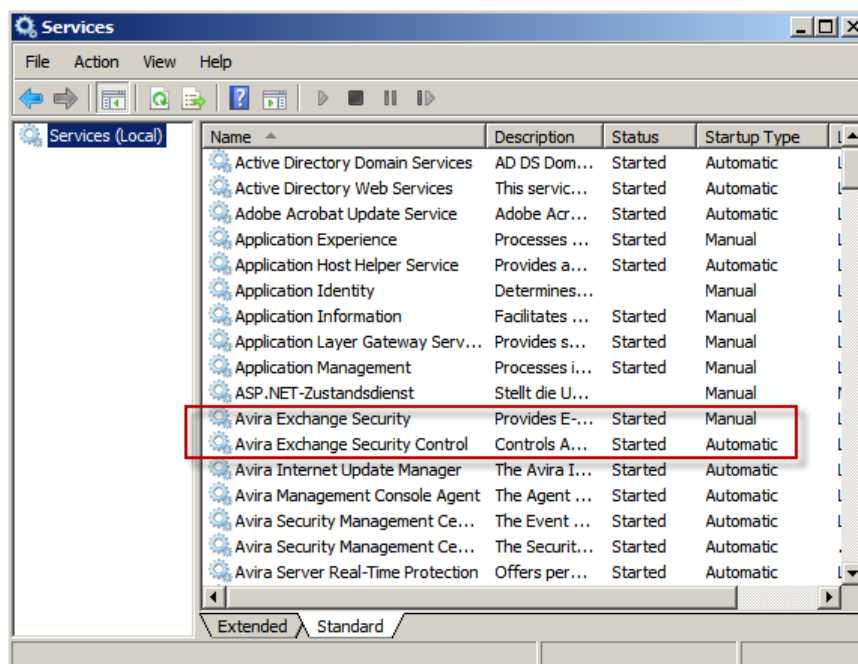 Services
File Action View Help
Services (Local)
Name Description Status Startup Type
Active Directory Domain Services AD DS Dom... Started Automatic
Active Directory Web Services This servic... Started Automatic
Adobe Acrobat Update Service Adobe Acr... Started Automatic
Application Experience Processes ... Started Manual
Application Host Helper Service Provides a... Started Automatic
Application Identity Determines... Manual
Application Information Facilitates ... Started Manual
Application Layer Gateway Serv... Provides s... Started Manual
Application Management Processes i... Started Manual
ASP.NET-Zustandsdienst Stellt die U... Manual
Avira Exchange Security Provides E-... Started Manual
Avira Exchange Security Control Controls A... Started Automatic
Avira Internet Update Manager The Avira I... Started Automatic
Avira Management Console Agent The Agent ... Started Automatic
Avira Security Management Ce... The Event ... Started Automatic
Avira Security Management Ce... The Securit... Started Automatic
Avira Server Real-Time Protection Offers per... Started Automatic
Extended Standard